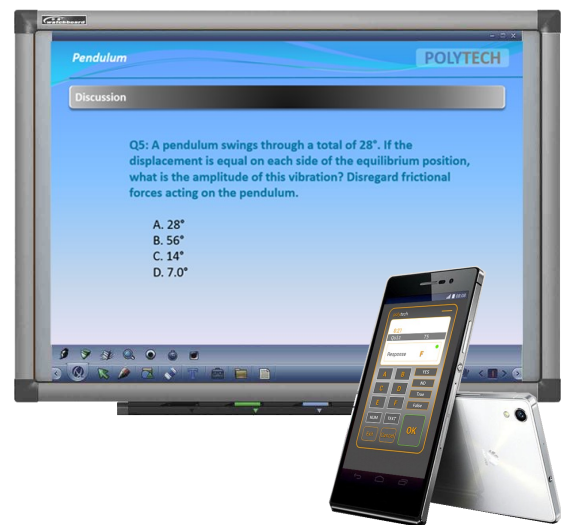 Pendulum
POLYTECH
Discussion
Q5: A pendulum swings through a total of 28°. If the
displacement is equal on each side of the equilibrium position,
what is the amplitude of this vibration? Disregard frictional
forces acting on the pendulum.
A. 28°
B. 56°
C. 14°
D. 7.0°
Response F
A B YES
C D NO
E True
False
NUM TEXT
OK